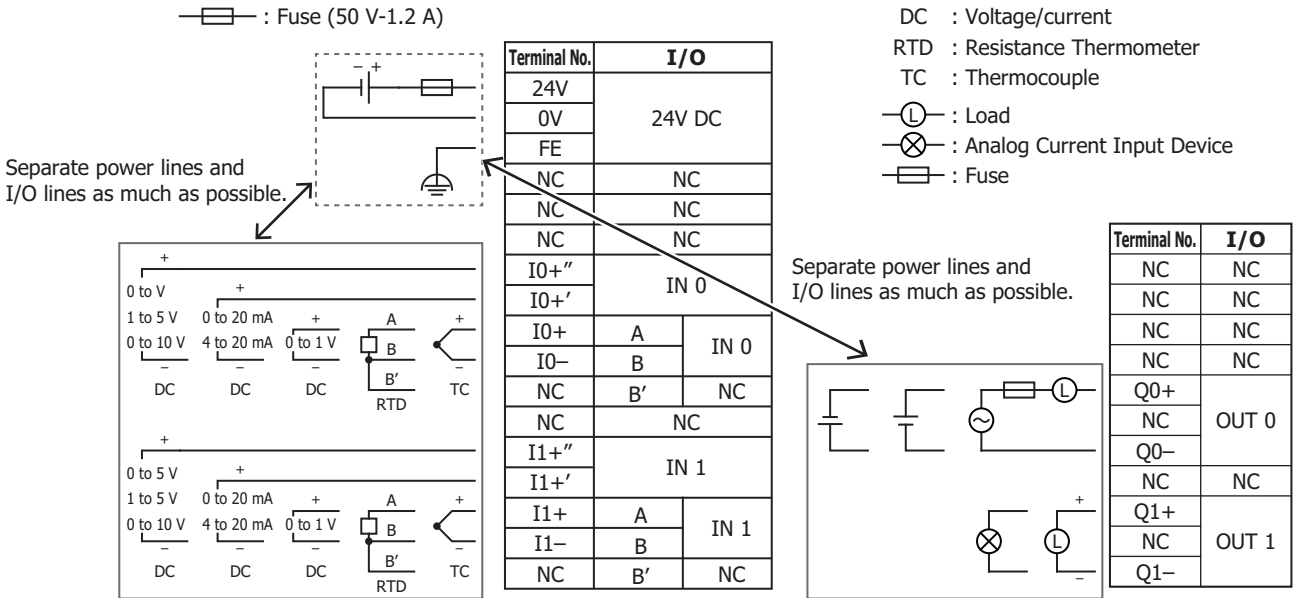 : Fuse (50 V-1.2 A)
DC : Voltage/current
RTD : Resistance Thermometer
TC : Thermocouple
L : Load
: Analog Current Input Device
: Fuse
Separate power lines and
I/O lines as much as possible.
– +
Terminal No. I/O
24V
0V 24V DC
FE
NC NC
NC NC
NC NC
I0+″
I0+′ IN 0
I0+ A
I0– B IN 0
NC B′ NC
NC NC
I1+″
I1+′ IN 1
I1+ A
I1– B IN 1
NC B′ NC
+
0 to V +
1 to 5 V 0 to 20 mA + A +
0 to 10 V 4 to 20 mA 0 to 1 V B
– – – B′ –
DC DC DC RTD TC
+
0 to 5 V +
1 to 5 V 0 to 20 mA + A +
0 to 10 V 4 to 20 mA 0 to 1 V B
– – – B′ –
DC DC DC RTD TC
Separate power lines and
I/O lines as much as possible.
L
+
L
–
Terminal No. I/O
NC NC
NC NC
NC NC
NC NC
Q0+
NC OUT 0
Q0–
NC NC
Q1+
NC OUT 1
Q1–